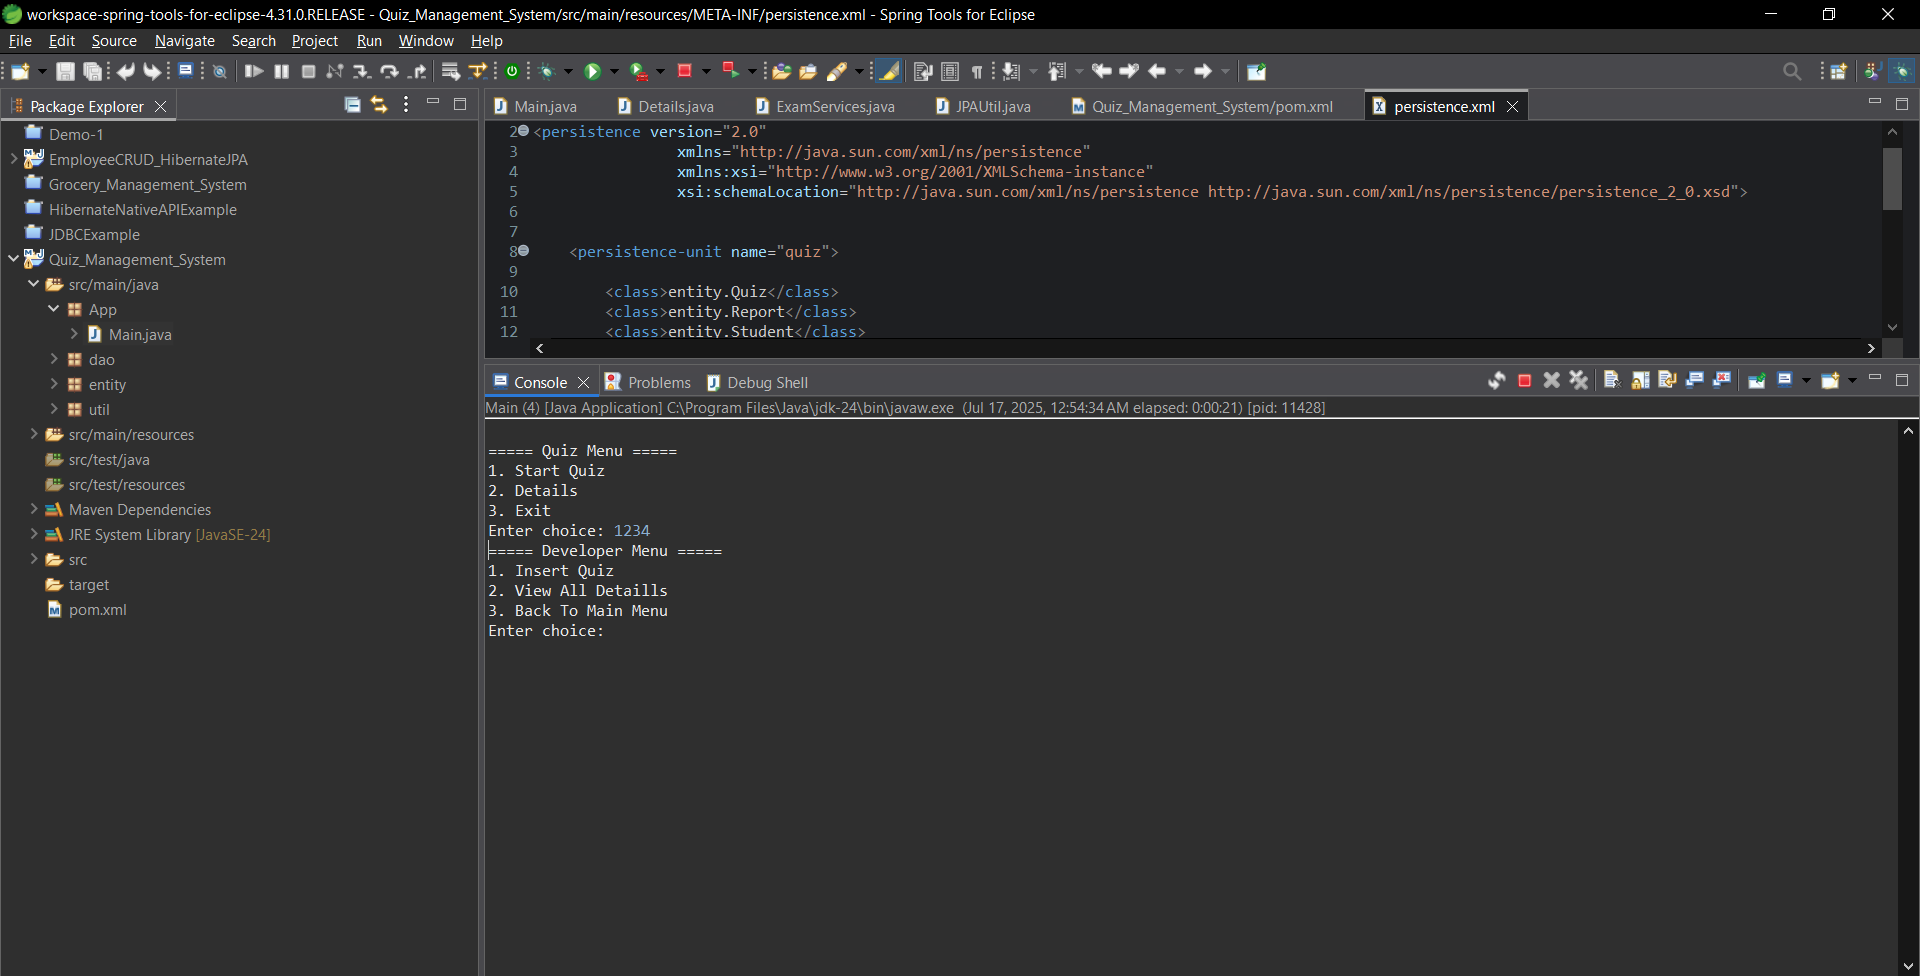 workspace-spring-tools-for-eclipse-4.31.0.RELEASE - Quiz_Management_System/src/main/resources/META-INF/persistence.xml - Spring Tools for Eclipse
File Edit Source Navigate Search Project Run Window Help
Package Explorer
Demo-1
EmployeeCRUD_HibernateJPA
Grocery_Management_System
HibernateNativeAPIExample
JDBCExample
Quiz_Management_System
src/main/java
App
Main.java
dao
entity
util
src/main/resources
src/test/java
src/test/resources
Maven Dependencies
JRE System Library [JavaSE-24]
src
target
pom.xml
Main.java Details.java ExamServices.java JPAUtil.java Quiz_Management_System/pom.xml persistence.xml
2 <persistence version="2.0"
3 xmlns="http://java.sun.com/xml/ns/persistence"
4 xmlns:xsi="http://www.w3.org/2001/XMLSchema-instance"
5 xsi:schemaLocation="http://java.sun.com/xml/ns/persistence http://java.sun.com/xml/ns/persistence/persistence_2_0.xsd">
6
7
8 <persistence-unit name="quiz">
9
10 <class>entity.Quiz</class>
11 <class>entity.Report</class>
12 <class>entity.Student</class>
Console Problems Debug Shell
Main (4) [Java Application] C:\Program Files\Java\jdk-24\bin\javaw.exe (Jul 17, 2025, 12:54:34 AM elapsed: 0:00:21) [pid: 11428]
===== Quiz Menu =====
1. Start Quiz
2. Details
3. Exit
Enter choice: 1234
===== Developer Menu =====
1. Insert Quiz
2. View All Detaills
3. Back To Main Menu
Enter choice: